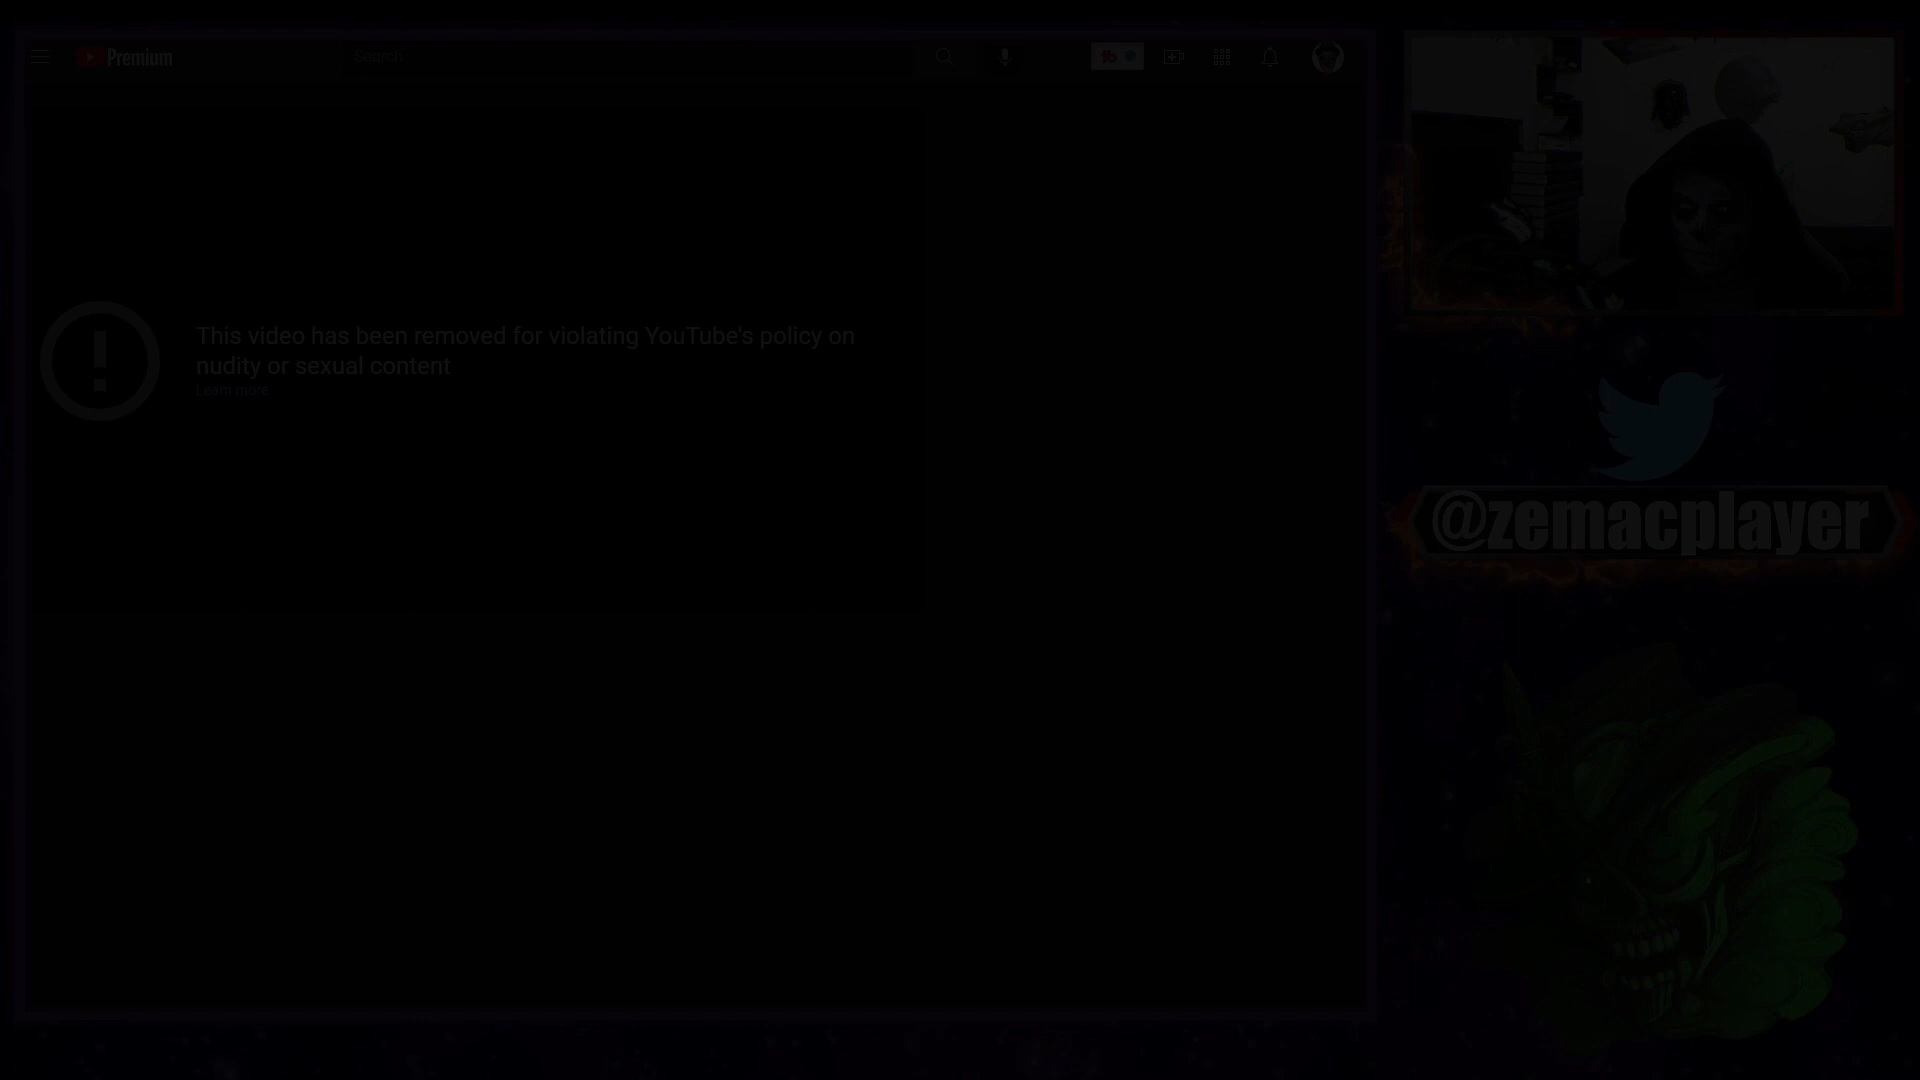 Premium
Search
This video has been removed for violating YouTube's policy on
nudity or sexual content
Learn more
@zemacplayer